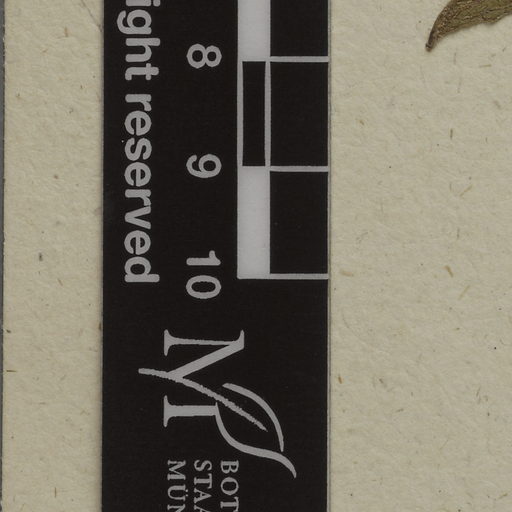 8
9
10
ight reserved
M
BOT
STAA
MÜN